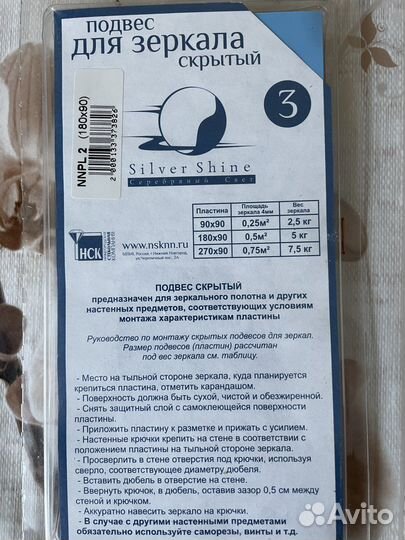 ПОДВЕС
для зеркала
скрытый
3
NNPL 2 (180x90)
2 000133 373826
Silver Shine
Серебряный Свет
НСК
www.nsknn.ru
Пластина Площадь зеркала 4мм Вес зеркала
90x90 0,25м² 2,5 кг
180x90 0,5м² 5 кг
270x90 0,75м² 7,5 кг
ПОДВЕС СКРЫТЫЙ
предназначен для зеркального полотна и других
настенных предметов, соответствующих условиям
монтажа характеристикам пластины
Руководство по монтажу скрытых подвесов для зеркал.
Размер подвесов (пластин) рассчитан
под вес зеркала см. таблицу.
- Место на тыльной стороне зеркала, куда планируется
крепиться пластина, отметить карандашом.
- Поверхность должна быть сухой, чистой и обезжиренной.
- Снять защитный слой с самоклеющейся поверхности
пластины.
- Приложить пластину к разметке и прижать с усилием.
- Настенные крючки крепить на стене в соответствии с
положением пластины на тыльной стороне зеркала.
- Просверлить в стене отверстия под крючки, используя
сверло, соответствующее диаметру дюбеля.
- Вставить дюбель в отверстие на стене.
- Ввернуть крючок, в дюбель, оставив зазор 0,5 см между
стеной и крючком.
- Аккуратно навесить зеркало на крючки.
- В случае с другими настенными предметами
обязательно используйте саморезы, винты и т.д.
Avito